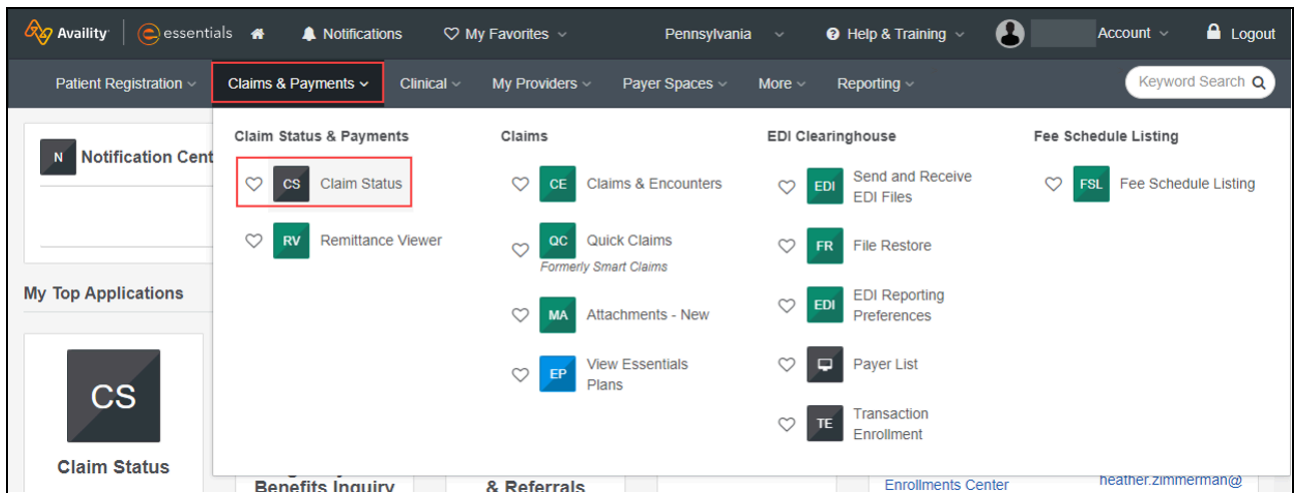 Availity essentials Notifications My Favorites Pennsylvania Help & Training Account Logout
Patient Registration Claims & Payments Clinical My Providers Payer Spaces More Reporting Keyword Search
N Notification Cent
Claim Status & Payments
CS Claim Status
RV Remittance Viewer
Claims
CE Claims & Encounters
QC Quick Claims
Formerly Smart Claims
MA Attachments - New
EP View Essentials
Plans
EDI Clearinghouse
EDI Send and Receive
EDI Files
FR File Restore
EDI EDI Reporting
Preferences
Payer List
TE Transaction
Enrollment
Fee Schedule Listing
FSL Fee Schedule Listing
My Top Applications
CS
Claim Status
Benefits Inquiry
& Referrals
Enrollments Center
heather.zimmerman@